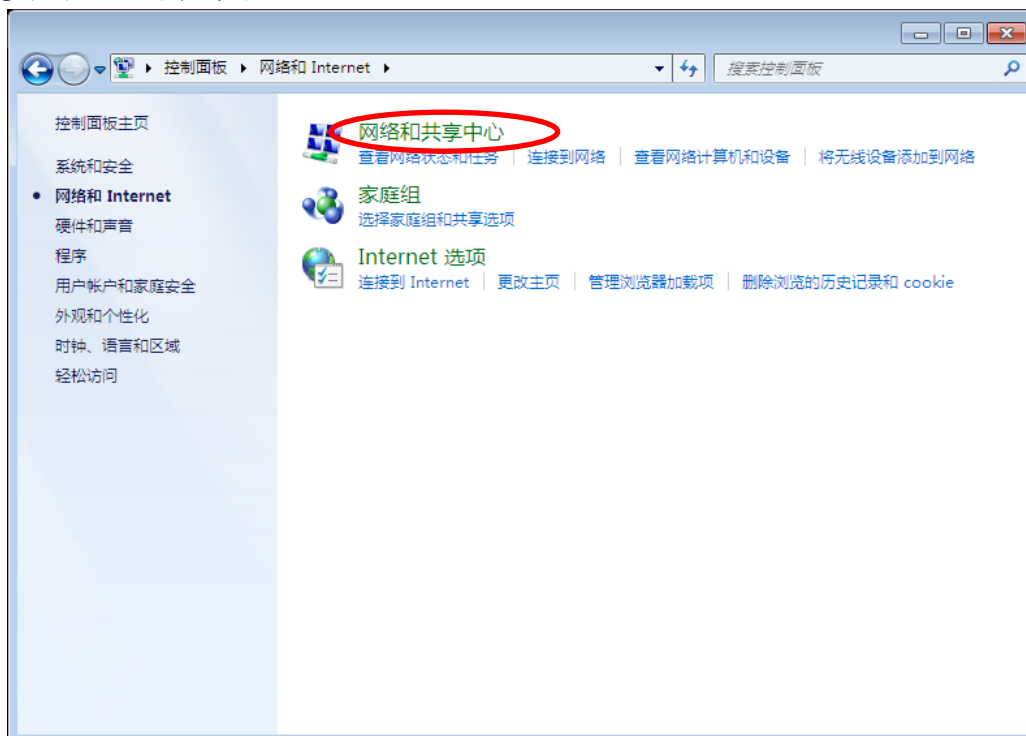 控制面板 ▸ 网络和 Internet ▸
搜索控制面板
控制面板主页
系统和安全
网络和 Internet
硬件和声音
程序
用户帐户和家庭安全
外观和个性化
时钟、语言和区域
轻松访问
网络和共享中心
查看网络状态和任务 连接到网络 查看网络计算机和设备 将无线设备添加到网络
家庭组
选择家庭组和共享选项
Internet 选项
连接到 Internet 更改主页 管理浏览器加载项 删除浏览的历史记录和 cookie